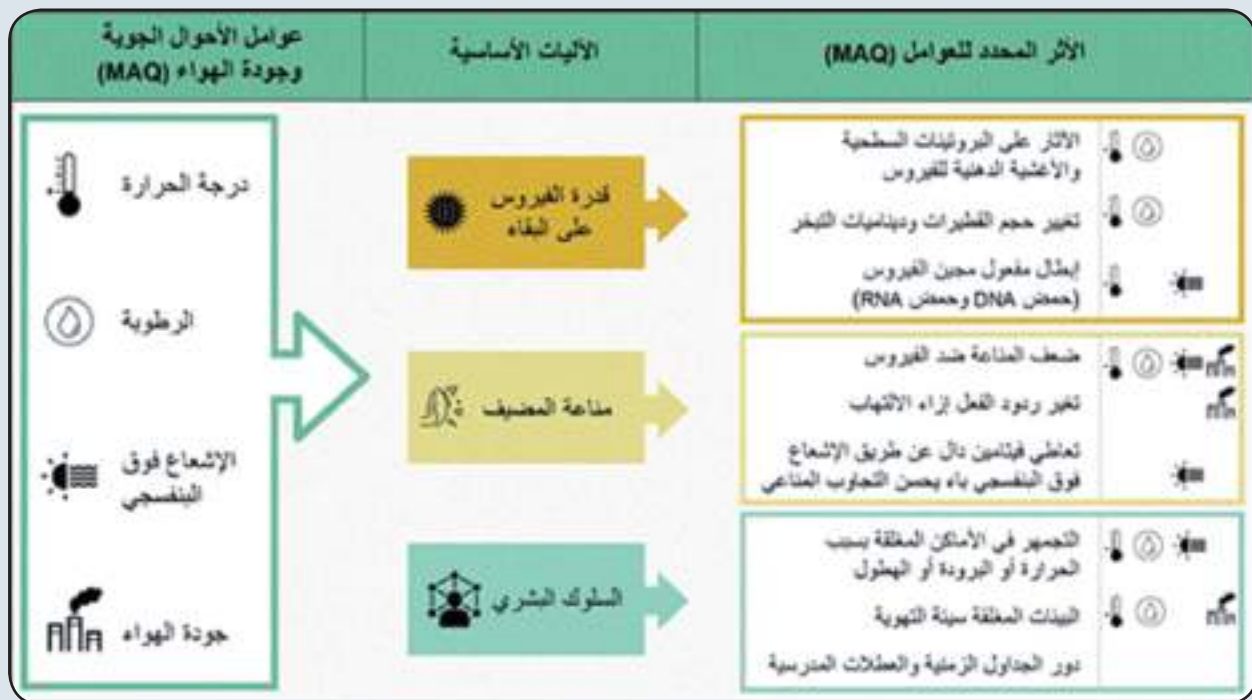 عوامل الأحوال الجوية
وجودة الهواء (MAQ)
الآليات الأساسية
الأثر المحدد للعوامل (MAQ)
درجة الحرارة
الرطوبة
الإشعاع فوق
البنفسجي
جودة الهواء
قدرة الفيروس
على البقاء
مناعة المضيف
السلوك البشري
الآثار على البروتينات السطحية
والأغشية الدهنية للفيروس
تغيير حجم القطيرات وديناميات التبخر
إبطال مفعول مجين الفيروس
(حمض DNA وحمض RNA)
ضعف المناعة ضد الفيروس
تغير ردود الفعل إزاء الالتهاب
تعاطي فيتامين دال عن طريق الإشعاع
فوق البنفسجي باء يحسن التجاوب المناعي
التجمهر في الأماكن المغلقة بسبب
الحرارة أو البرودة أو الهطول
البيئات المغلقة سيئة التهوية
دور الجداول الزمنية والعطلات المدرسية